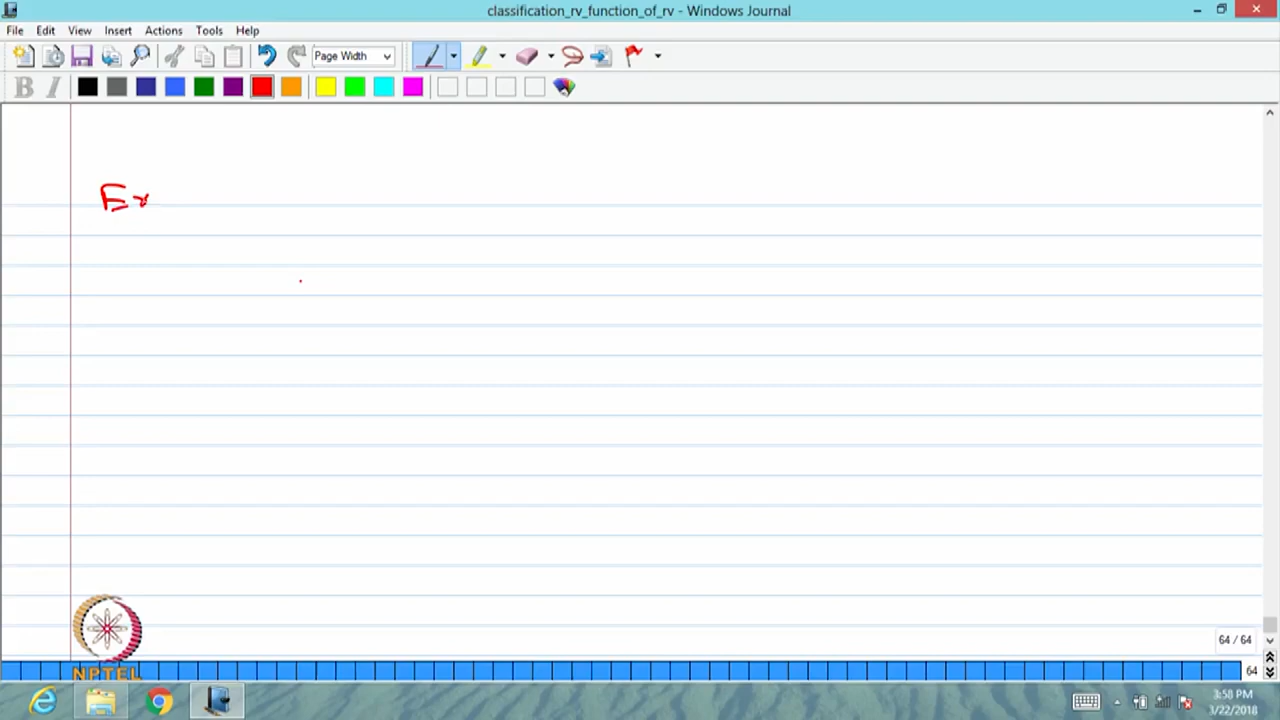 classification_rv_function_of_rv - Windows Journal
File Edit View Insert Actions Tools Help
Page Width
B I
Ex
64 / 64
64
NPTEL
3:58 PM
3/22/2018